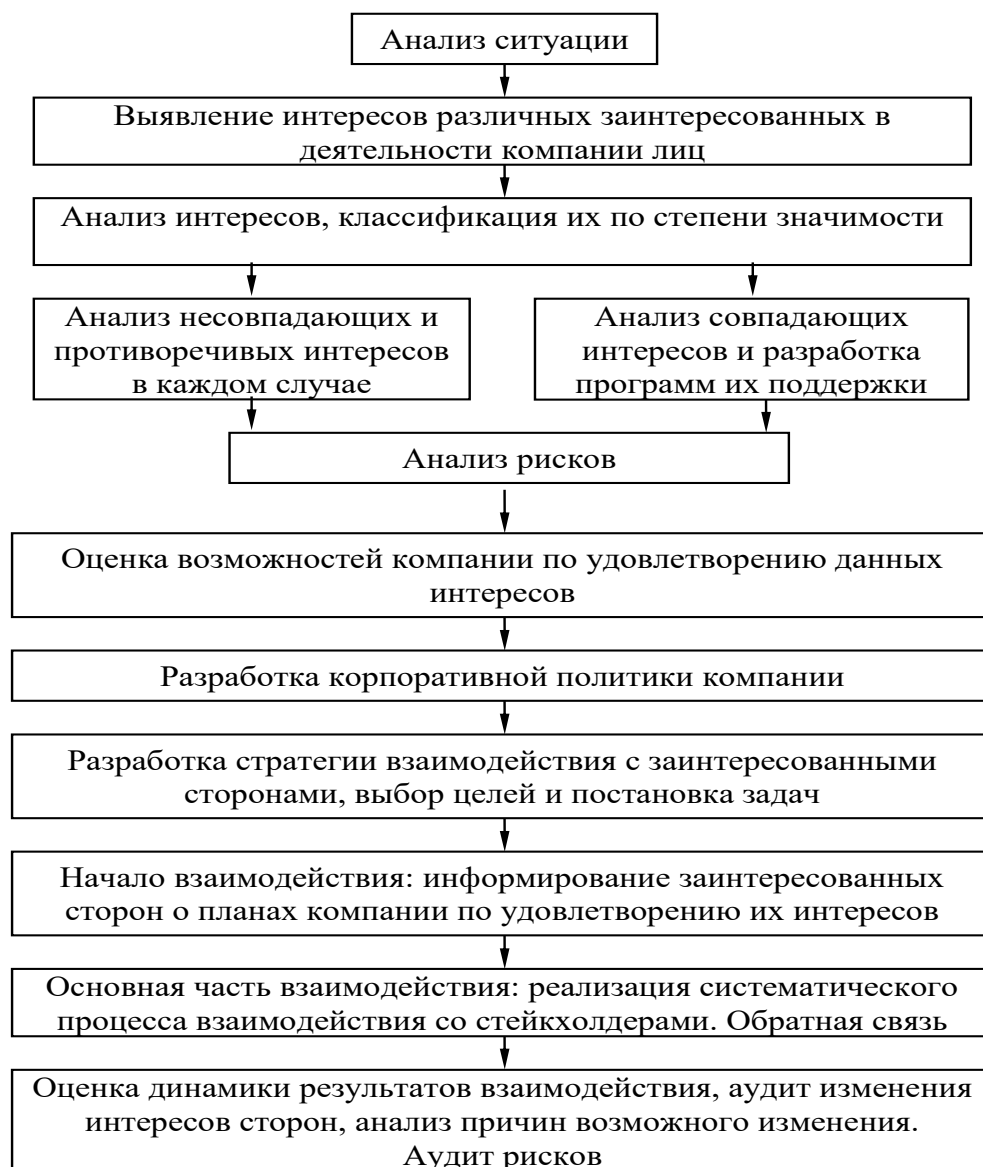 Анализ ситуации
Выявление интересов различных заинтересованных в
деятельности компании лиц
Анализ интересов, классификация их по степени значимости
Анализ несовпадающих и
противоречивых интересов
в каждом случае
Анализ совпадающих
интересов и разработка
программ их поддержки
Анализ рисков
Оценка возможностей компании по удовлетворению данных
интересов
Разработка корпоративной политики компании
Разработка стратегии взаимодействия с заинтересованными
сторонами, выбор целей и постановка задач
Начало взаимодействия: информирование заинтересованных
сторон о планах компании по удовлетворению их интересов
Основная часть взаимодействия: реализация систематического
процесса взаимодействия со стейкхолдерами. Обратная связь
Оценка динамики результатов взаимодействия, аудит изменения
интересов сторон, анализ причин возможного изменения.
Аудит рисков